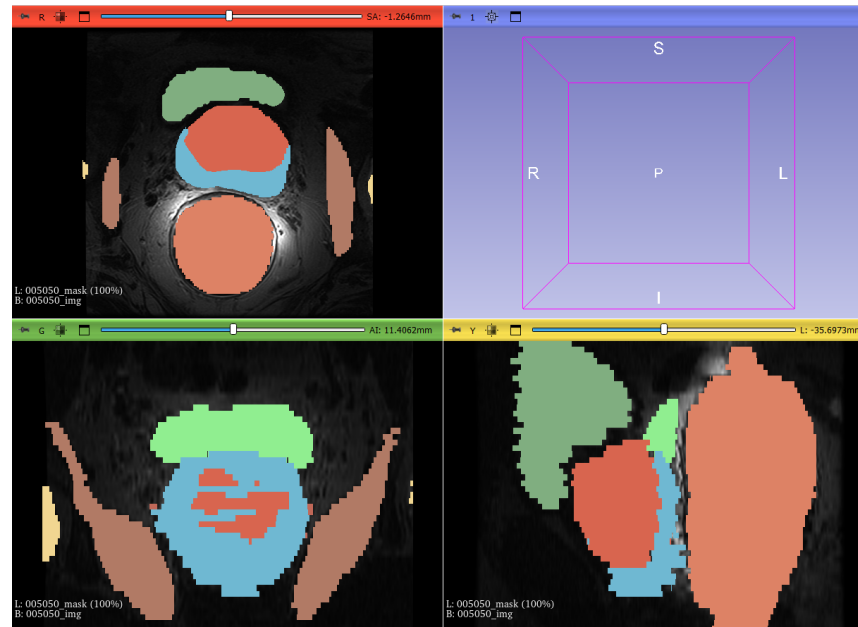 R SA: -1.2646mm
1
S
R P L
I
L: 005050_mask (100%)
B: 005050_img
G AI: 11.4062mm
Y L: -35.6973mm
L: 005050_mask (100%)
B: 005050_img
L: 005050_mask (100%)
B: 005050_img